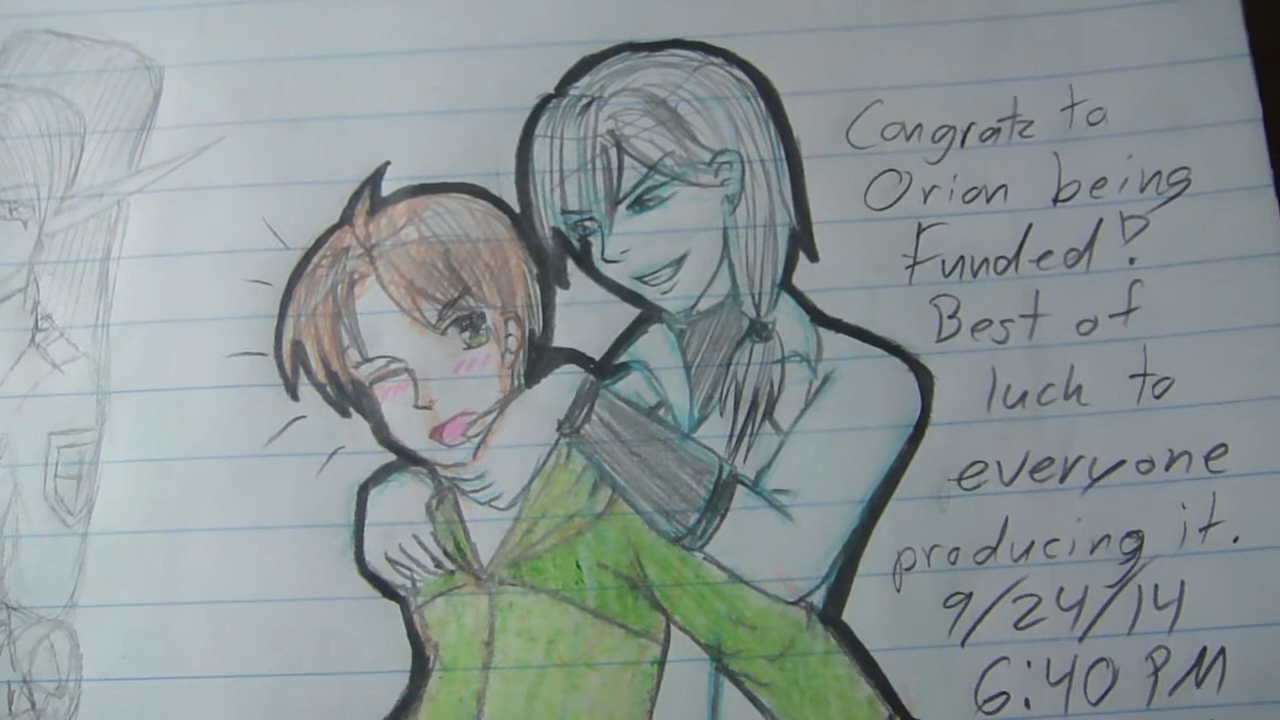 Congratz to
Orion being
Funded!
Best of
luck to
everyone
producing it.
9/24/14
6:40 PM